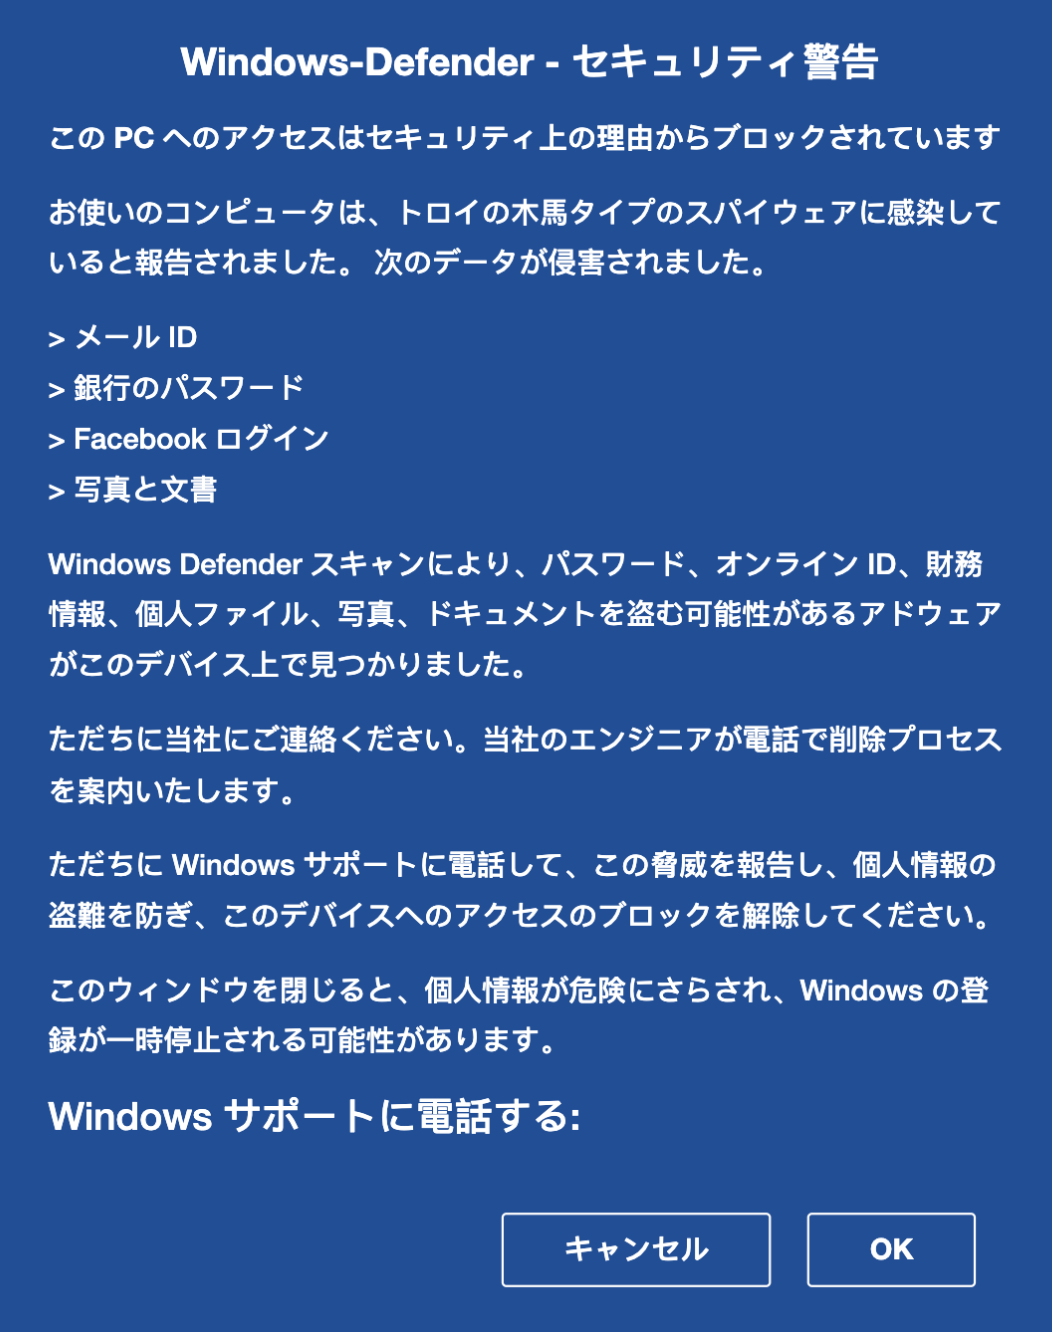 Windows-Defender - セキュリティ警告
この PC へのアクセスはセキュリティ上の理由からブロックされています
お使いのコンピュータは、トロイの木馬タイプのスパイウェアに感染して
いると報告されました。 次のデータが侵害されました。
> メール ID
> 銀行のパスワード
> Facebook ログイン
> 写真と文書
Windows Defender スキャンにより、パスワード、オンライン ID、財務
情報、個人ファイル、写真、ドキュメントを盗む可能性があるアドウェア
がこのデバイス上で見つかりました。
ただちに当社にご連絡ください。当社のエンジニアが電話で削除プロセス
を案内いたします。
ただちに Windows サポートに電話して、この脅威を報告し、個人情報の
盗難を防ぎ、このデバイスへのアクセスのブロックを解除してください。
このウィンドウを閉じると、個人情報が危険にさらされ、Windows の登
録が一時停止される可能性があります。
Windows サポートに電話する:
キャンセル
OK